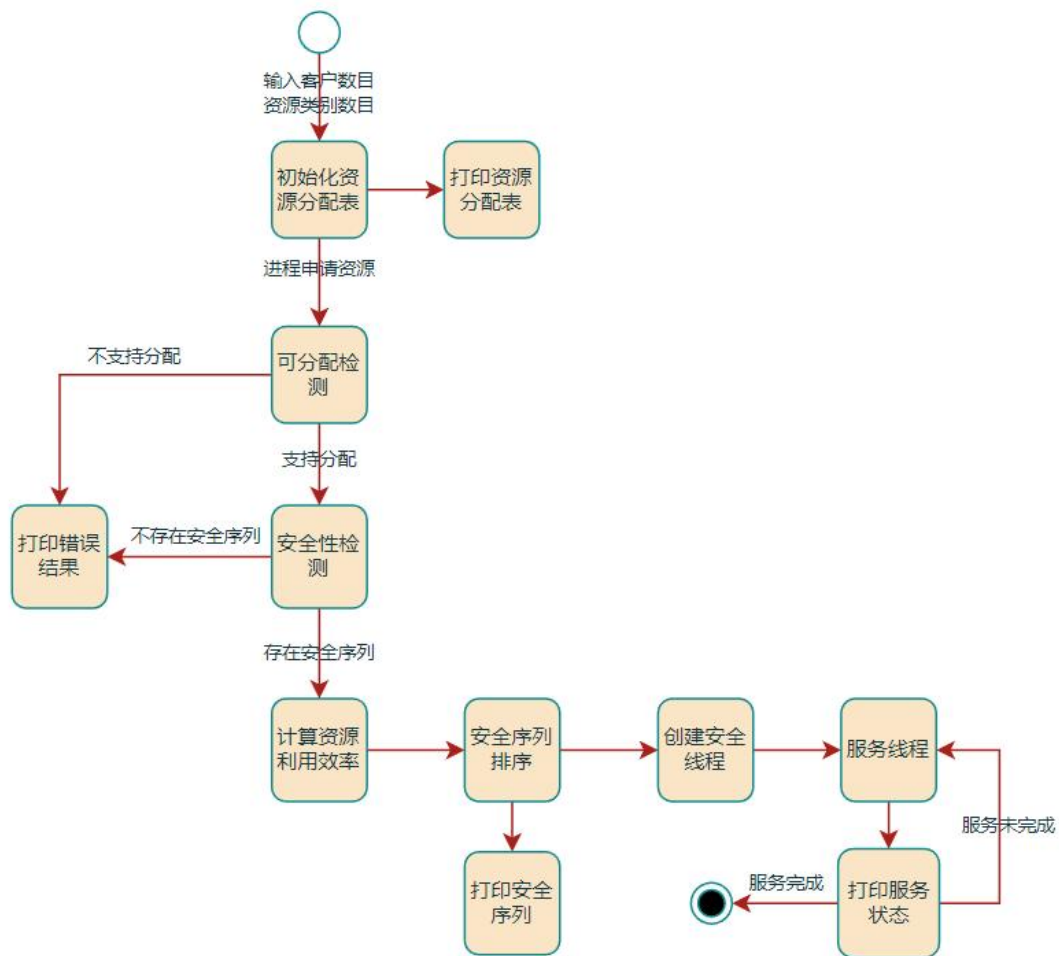 输入客户数目
资源类别数目
初始化资
源分配表
打印资源
分配表
进程申请资源
不支持分配
可分配检
测
支持分配
打印错误
结果
不存在安全序列
安全性检
测
存在安全序列
计算资源
利用效率
安全序列
排序
创建安全
线程
服务线程
服务未完成
打印安全
序列
服务完成
打印服务
状态